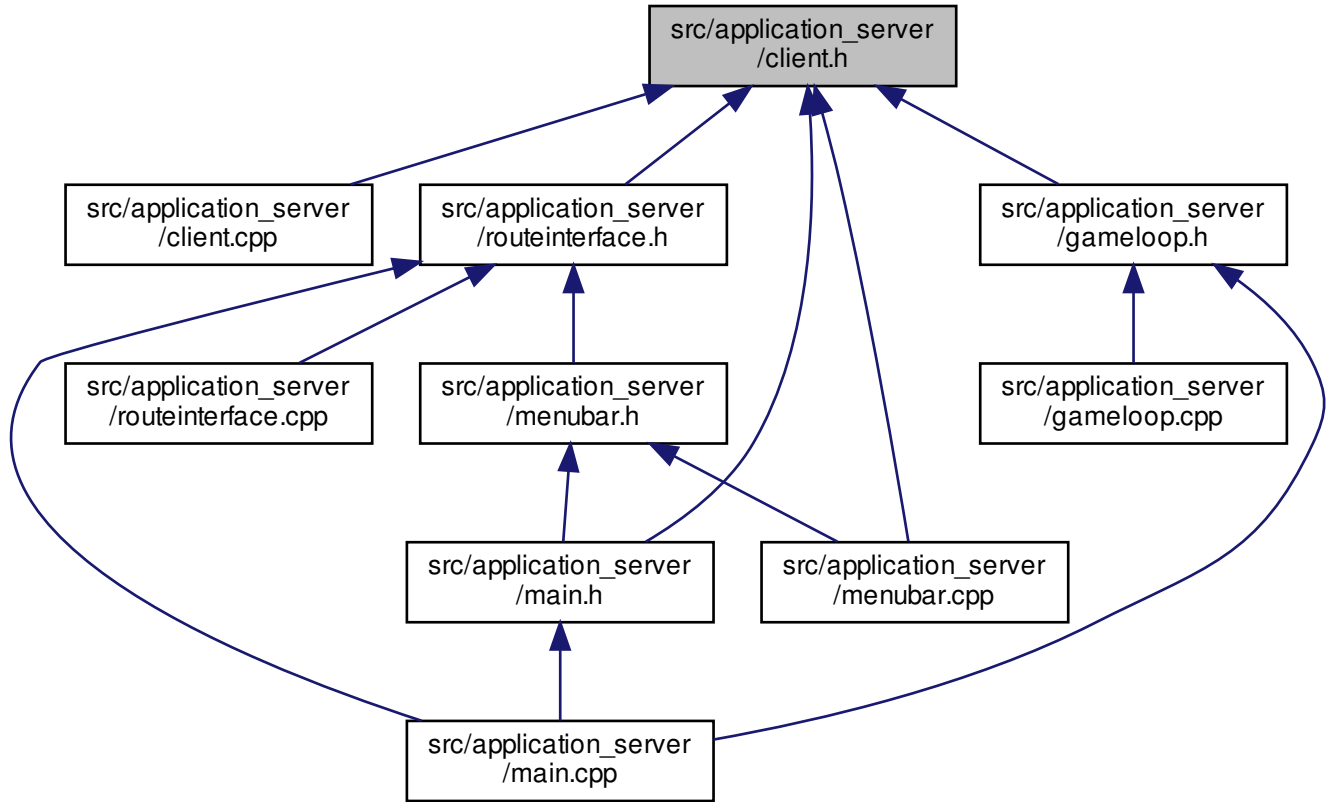 src/application_server
/client.h
src/application_server
/client.cpp
src/application_server
/routeinterface.h
src/application_server
/gameloop.h
src/application_server
/routeinterface.cpp
src/application_server
/menubar.h
src/application_server
/gameloop.cpp
src/application_server
/main.h
src/application_server
/menubar.cpp
src/application_server
/main.cpp